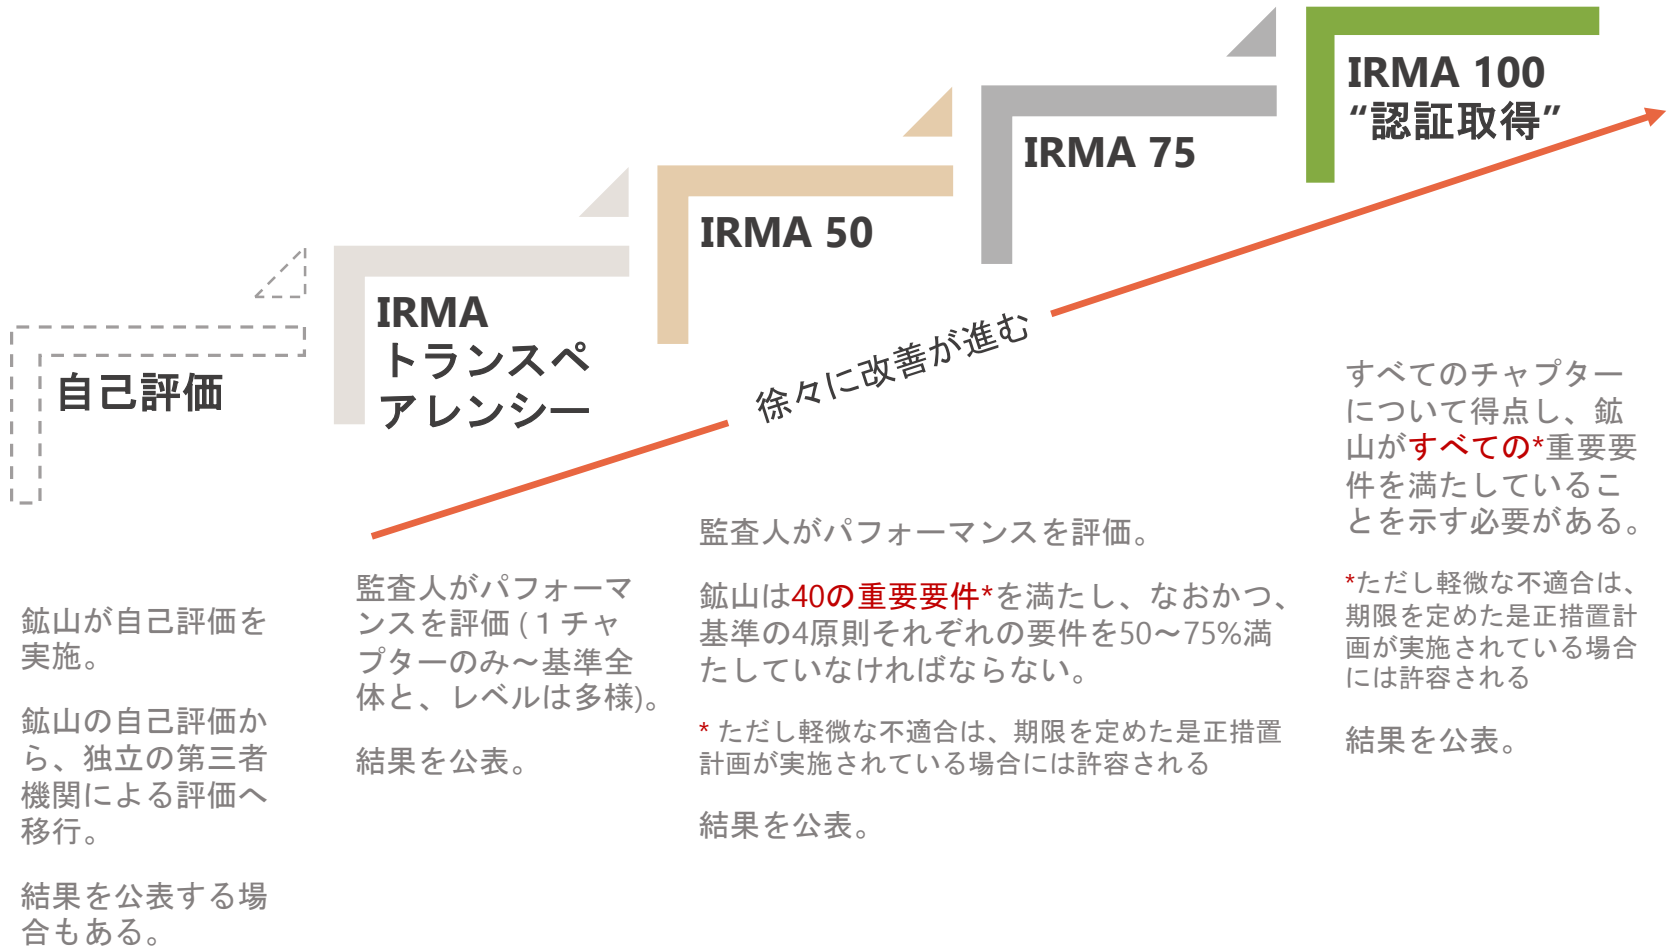 自己評価
鉱山が自己評価を
実施。
鉱山の自己評価か
ら、独立の第三者
機関による評価へ
移行。
結果を公表する場
合もある。
IRMA
トランスペ
アレンシー
監査人がパフォーマ
ンスを評価 (１チャ
プターのみ～基準全
体と、レベルは多様)。
結果を公表。
IRMA 50
IRMA 75
徐々に改善が進む
監査人がパフォーマンスを評価。
鉱山は40の重要要件*を満たし、なおかつ、
基準の4原則それぞれの要件を50～75%満
たしていなければならない。
* ただし軽微な不適合は、期限を定めた是正措置
計画が実施されている場合には許容される
結果を公表。
IRMA 100
“認証取得”
すべてのチャプター
について得点し、鉱
山がすべての*重要要
件を満たしているこ
とを示す必要がある。
*ただし軽微な不適合は、
期限を定めた是正措置計
画が実施されている場合
には許容される
結果を公表。